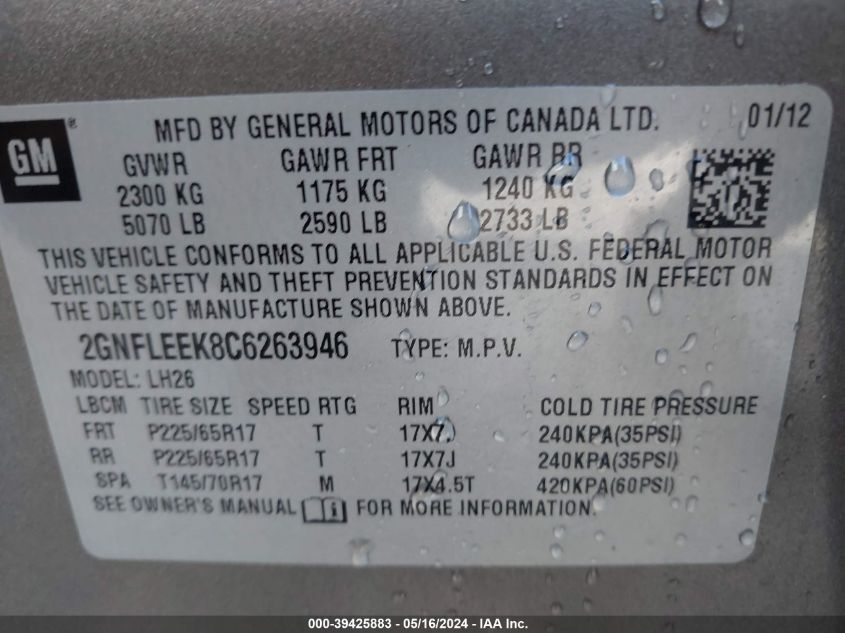 GM ®
MFD BY GENERAL MOTORS OF CANADA LTD. 01/12
GVWR GAWR FRT GAWR RR
2300 KG 1175 KG 1240 KG
5070 LB 2590 LB 2733 LB
THIS VEHICLE CONFORMS TO ALL APPLICABLE U.S. FEDERAL MOTOR
VEHICLE SAFETY AND THEFT PREVENTION STANDARDS IN EFFECT ON
THE DATE OF MANUFACTURE SHOWN ABOVE.
2GNFLEEK8C6263946 TYPE: M.P.V.
MODEL: LH26
LBCM TIRE SIZE SPEED RTG RIM COLD TIRE PRESSURE
FRT P225/65R17 T 17X7J 240KPA(35PSI)
RR P225/65R17 T 17X7J 240KPA(35PSI)
SPA T145/70R17 M 17X4.5T 420KPA(60PSI)
SEE OWNER'S MANUAL i FOR MORE INFORMATION.
000-39425883 - 05/16/2024 - IAA Inc.